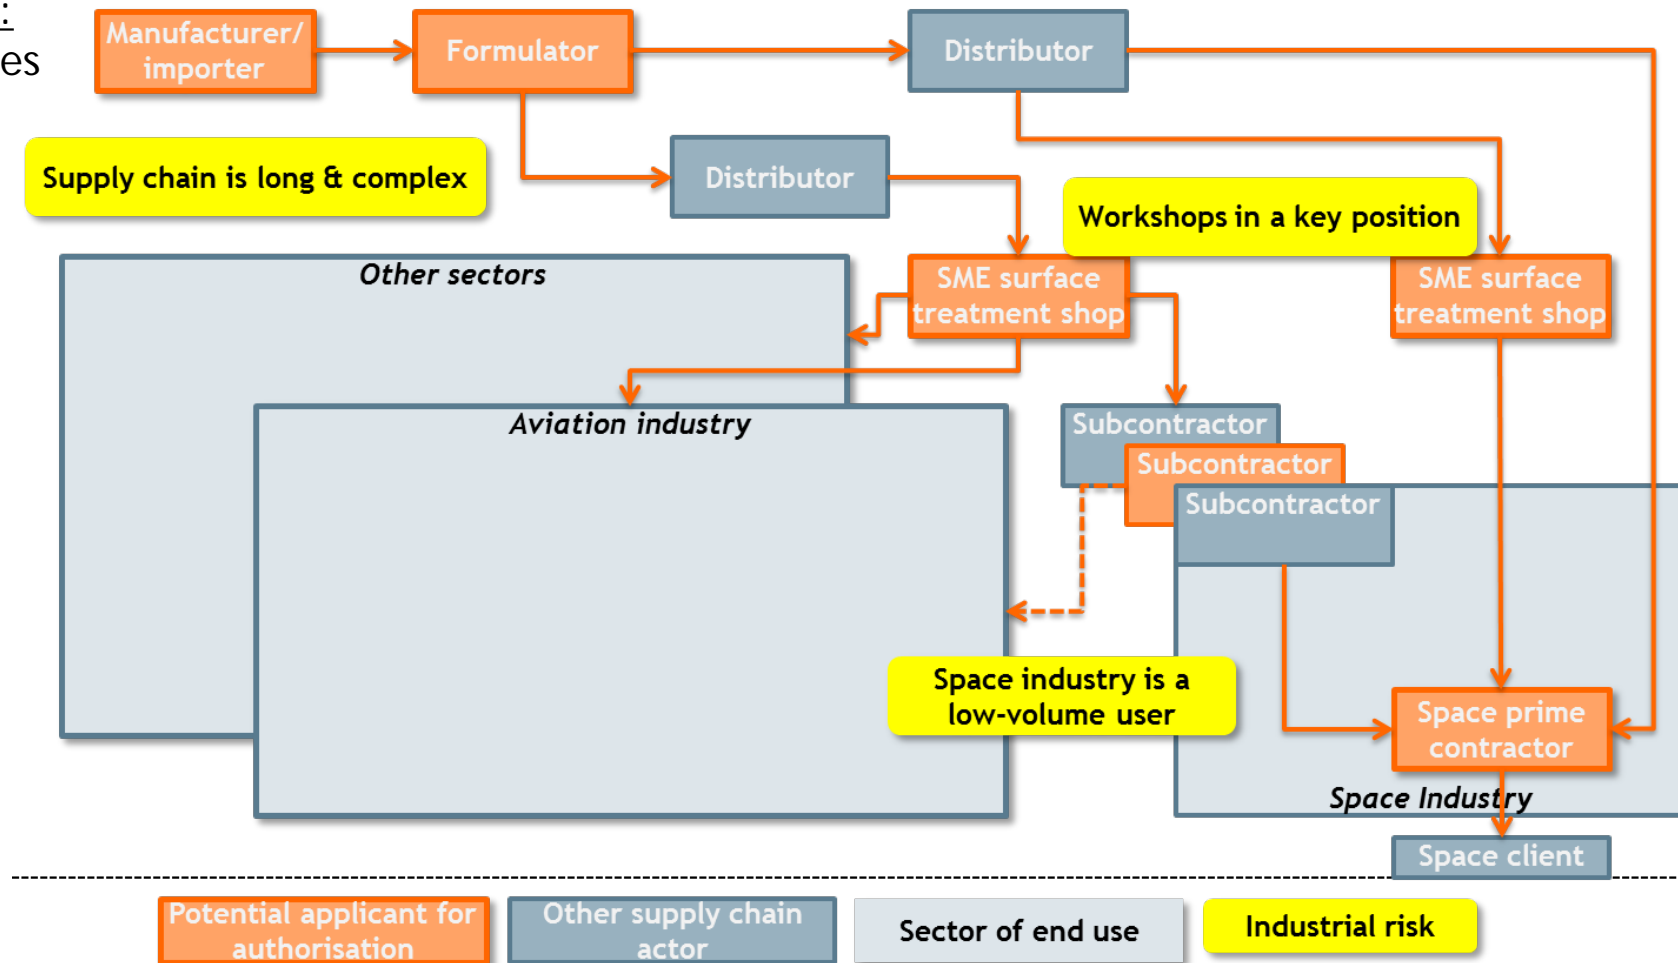 :
es
Manufacturer/
importer
Formulator
Distributor
Supply chain is long & complex
Distributor
Workshops in a key position
Other sectors
SME surface
treatment shop
SME surface
treatment shop
Aviation industry
Subcontractor
Subcontractor
Subcontractor
Space industry is a
low-volume user
Space prime
contractor
Space Industry
Space client
Potential applicant for
authorisation
Other supply chain
actor
Sector of end use
Industrial risk